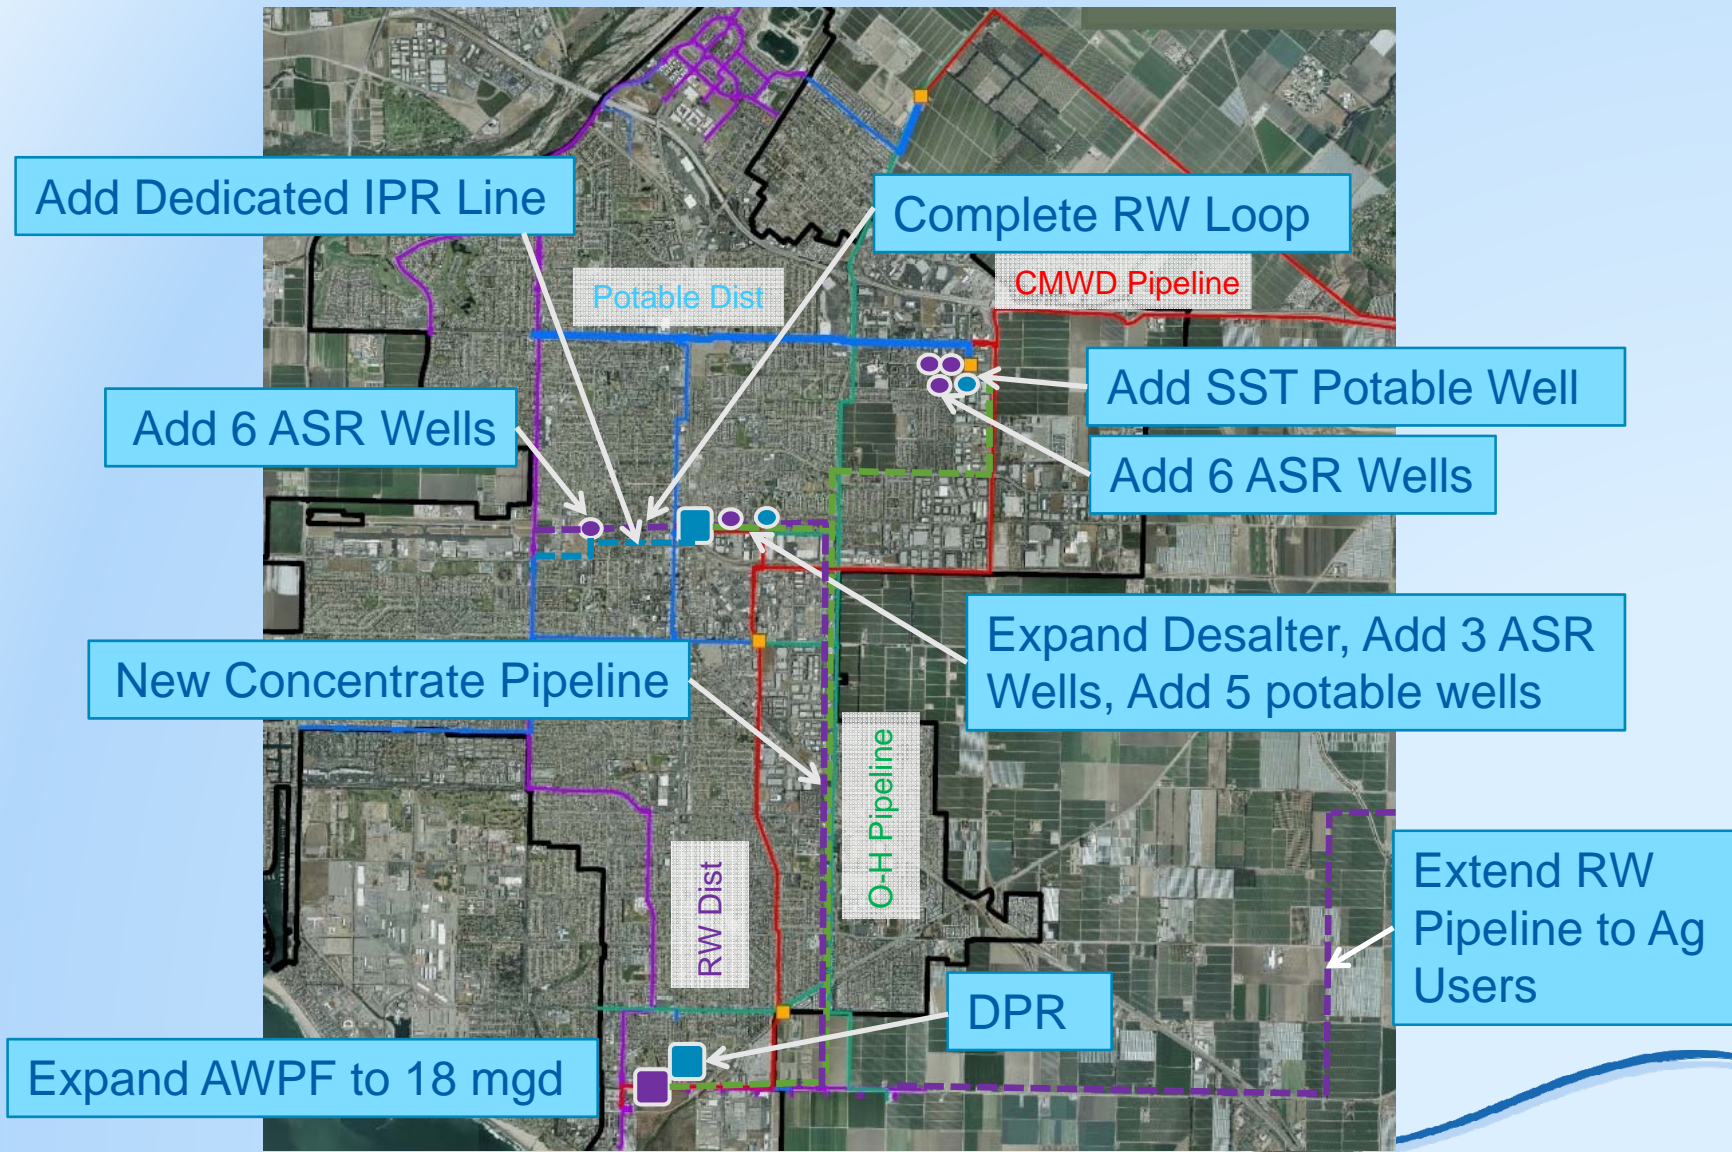 Add Dedicated IPR Line
Complete RW Loop
Potable Dist
CMWD Pipeline
Add SST Potable Well
Add 6 ASR Wells
Add 6 ASR Wells
Expand Desalter, Add 3 ASR
Wells, Add 5 potable wells
New Concentrate Pipeline
O-H Pipeline
RW Dist
Extend RW
Pipeline to Ag
Users
DPR
Expand AWPF to 18 mgd